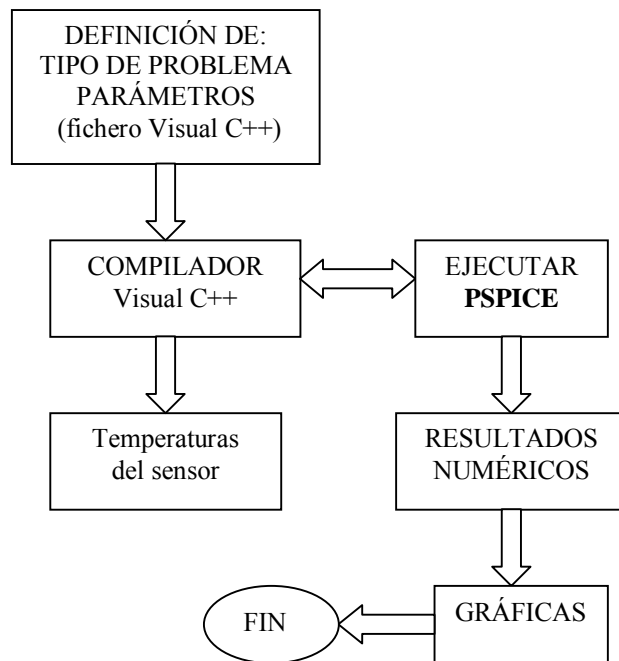 DEFINICIÓN DE:
TIPO DE PROBLEMA
PARÁMETROS
(fichero Visual C++)
COMPILADOR
Visual C++
EJECUTAR
PSPICE
Temperaturas
del sensor
RESULTADOS
NUMÉRICOS
FIN
GRÁFICAS